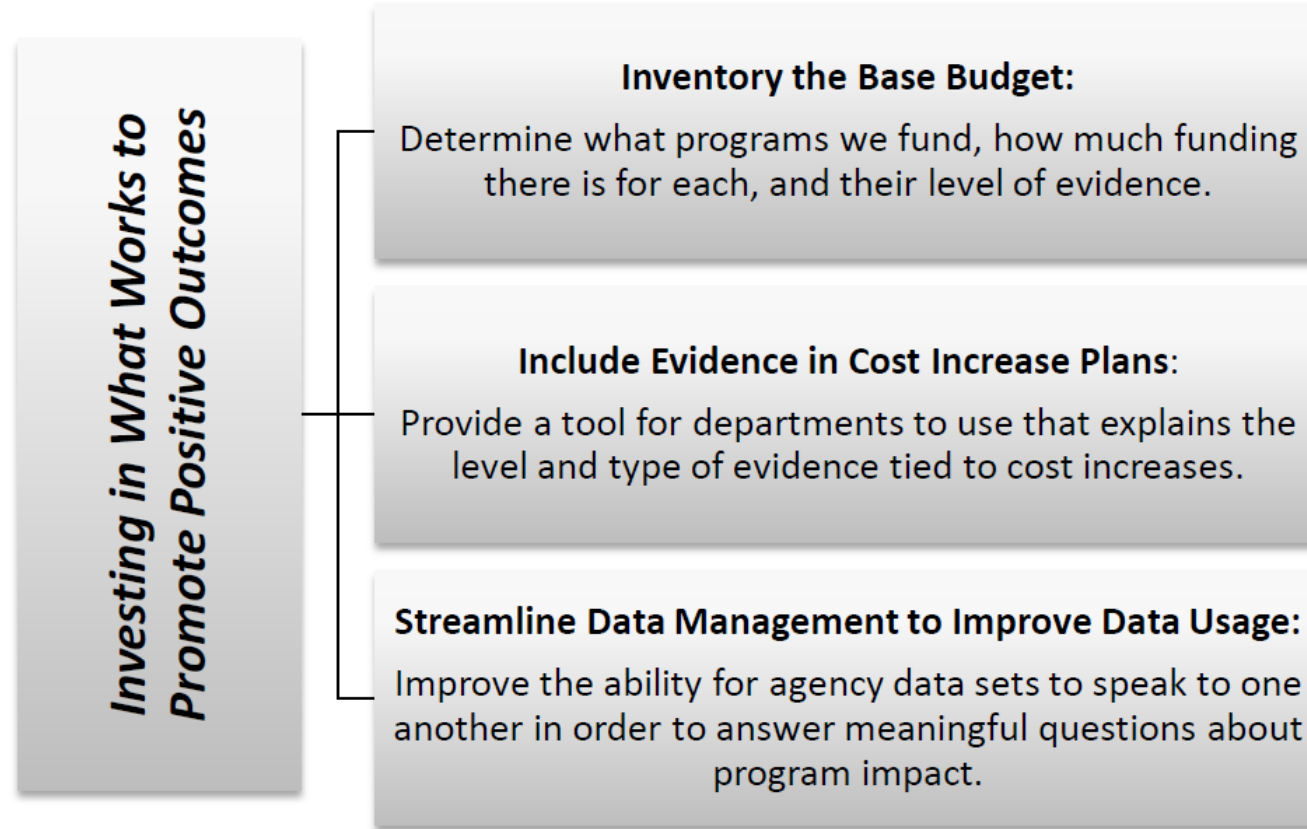 Investing in What Works to
Promote Positive Outcomes
Inventory the Base Budget:
Determine what programs we fund, how much funding
there is for each, and their level of evidence.
Include Evidence in Cost Increase Plans:
Provide a tool for departments to use that explains the
level and type of evidence tied to cost increases.
Streamline Data Management to Improve Data Usage:
Improve the ability for agency data sets to speak to one
another in order to answer meaningful questions about
program impact.